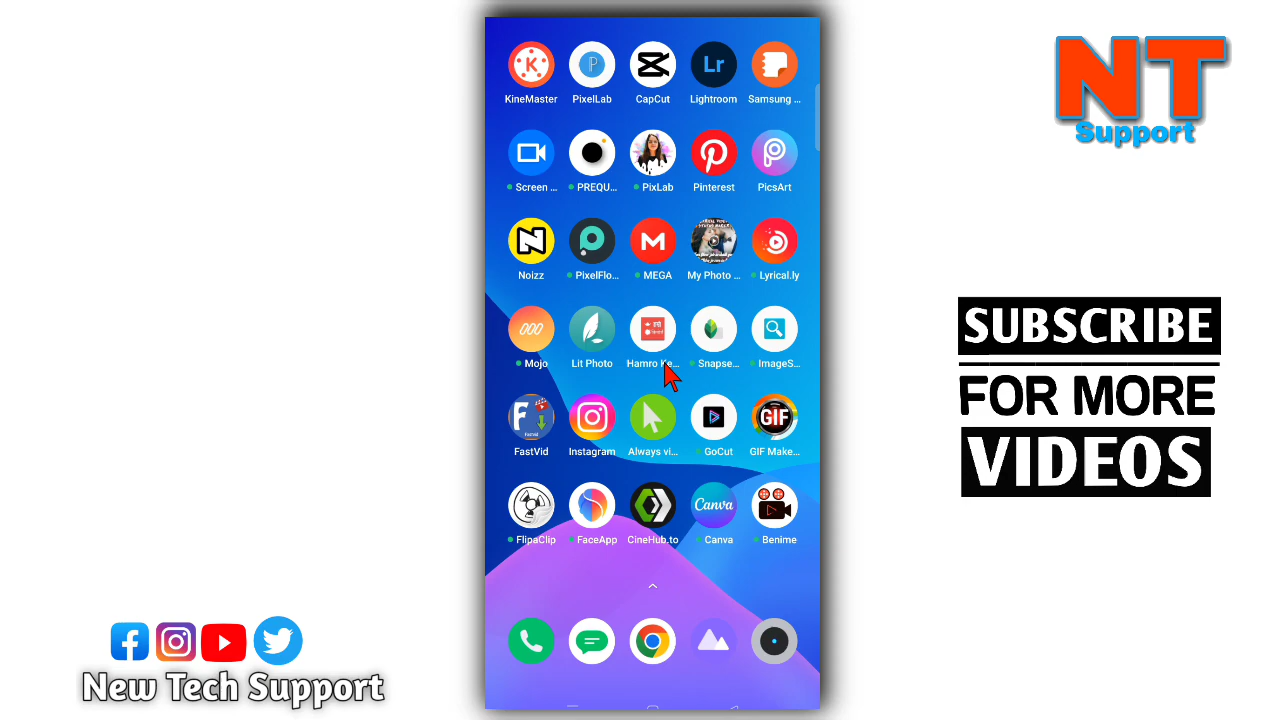 NT
Support
KineMaster PixelLab CapCut Lightroom Samsung ...
Lr
Screen ... PREQU... PixLab Pinterest PicsArt
Noizz PixelFlo... MEGA My Photo ... Lyrical.ly
Mojo Lit Photo Hamro Ke... Snapse... ImageS...
GIF
FastVid Instagram Always vi... GoCut GIF Make...
Canva
FlipaClip FaceApp CineHub.to Canva Benime
SUBSCRIBE
FOR MORE
VIDEOS
New Tech Support